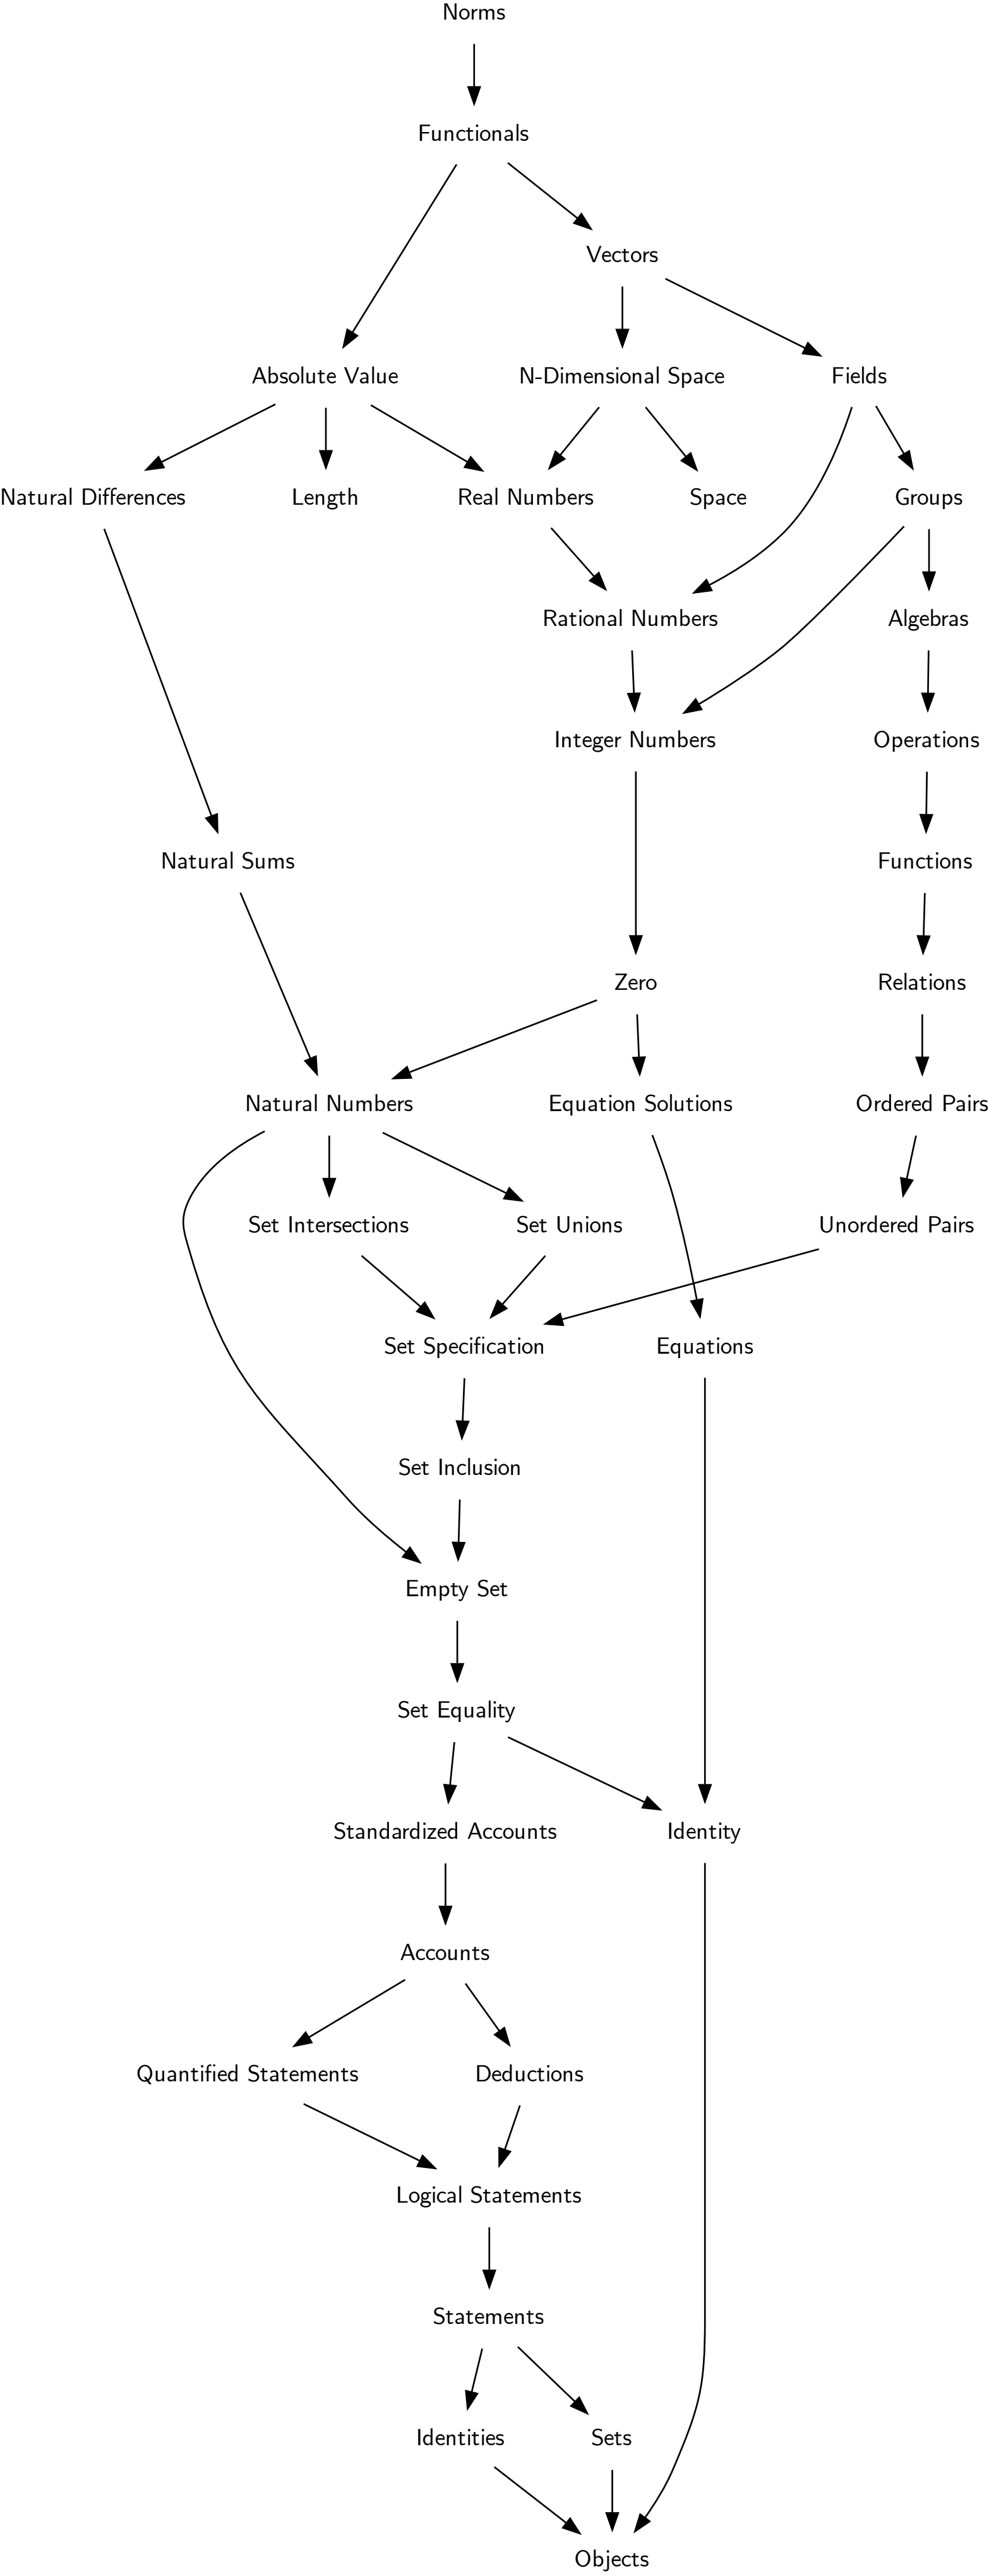 Norms
Functionals
Vectors
Absolute Value
N-Dimensional Space
Fields
Natural Differences
Length
Real Numbers
Space
Groups
Rational Numbers
Algebras
Integer Numbers
Operations
Natural Sums
Functions
Zero
Relations
Natural Numbers
Equation Solutions
Ordered Pairs
Set Intersections
Set Unions
Unordered Pairs
Set Specification
Equations
Set Inclusion
Empty Set
Set Equality
Standardized Accounts
Identity
Accounts
Quantified Statements
Deductions
Logical Statements
Statements
Identities
Sets
Objects